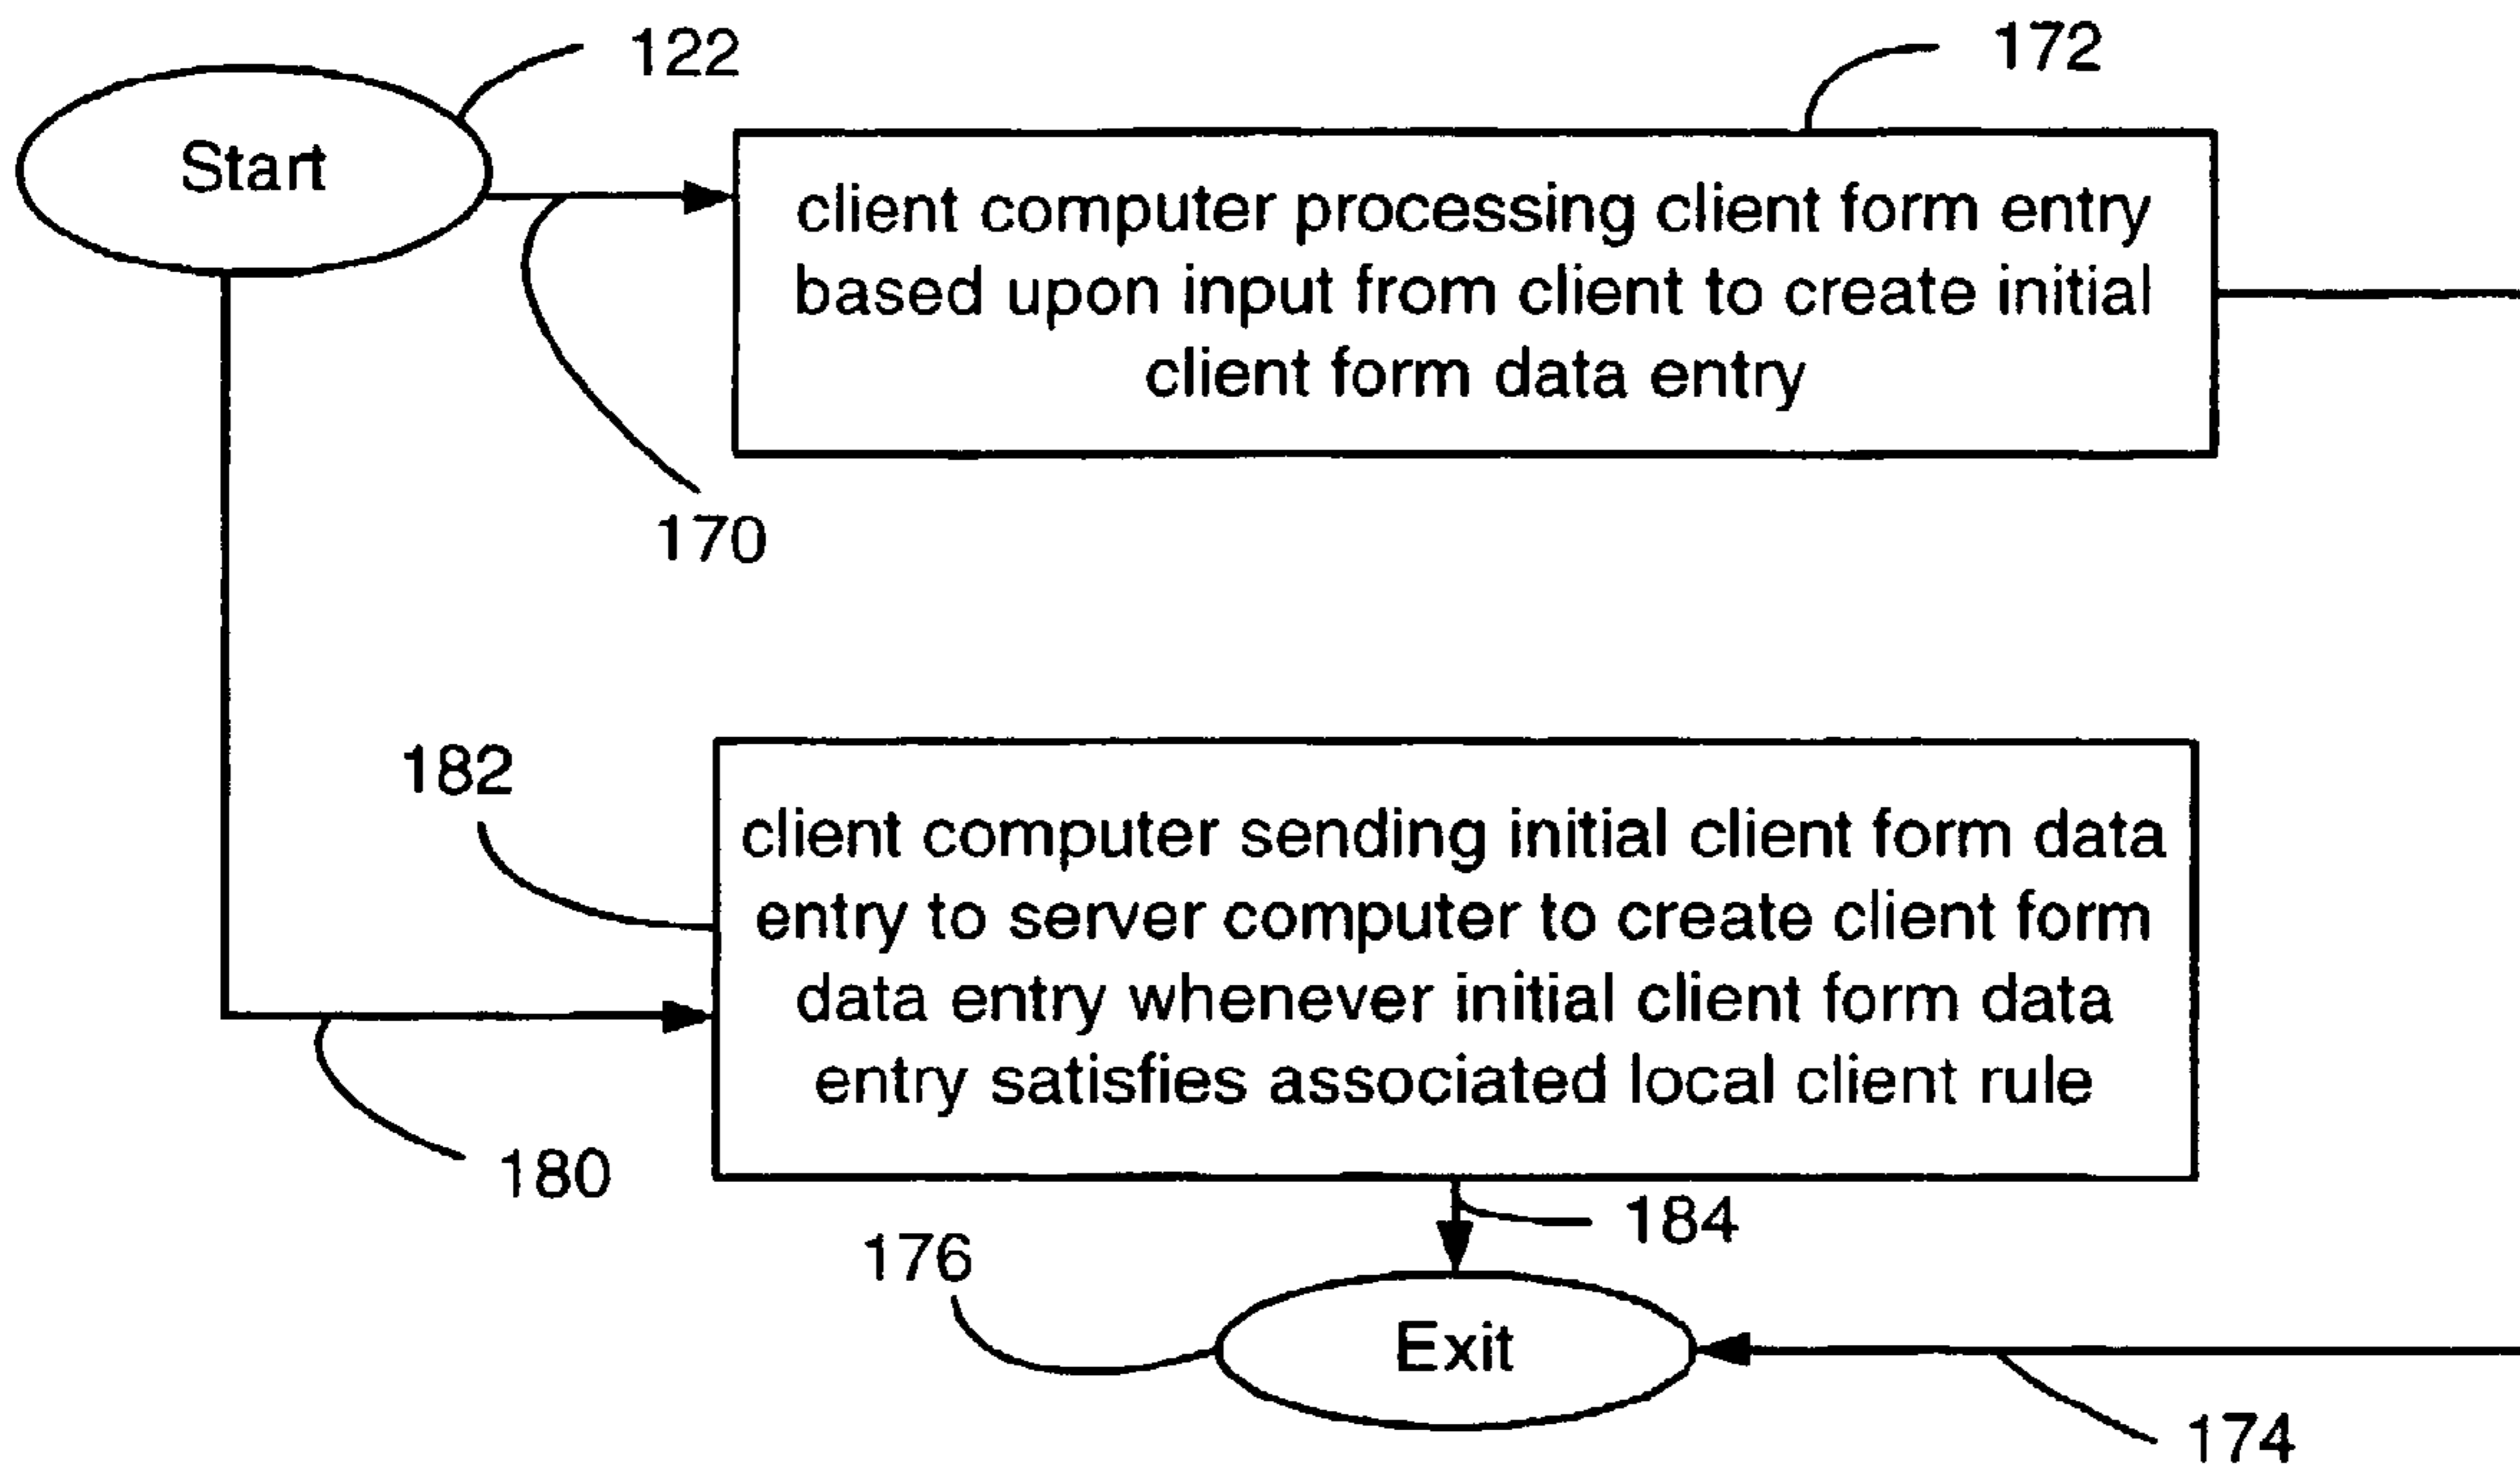 122
172
Start
client computer processing client form entry
based upon input from client to create initial
client form data entry
170
182
client computer sending initial client form data
entry to server computer to create client form
data entry whenever initial client form data
entry satisfies associated local client rule
180
184
176
Exit
174